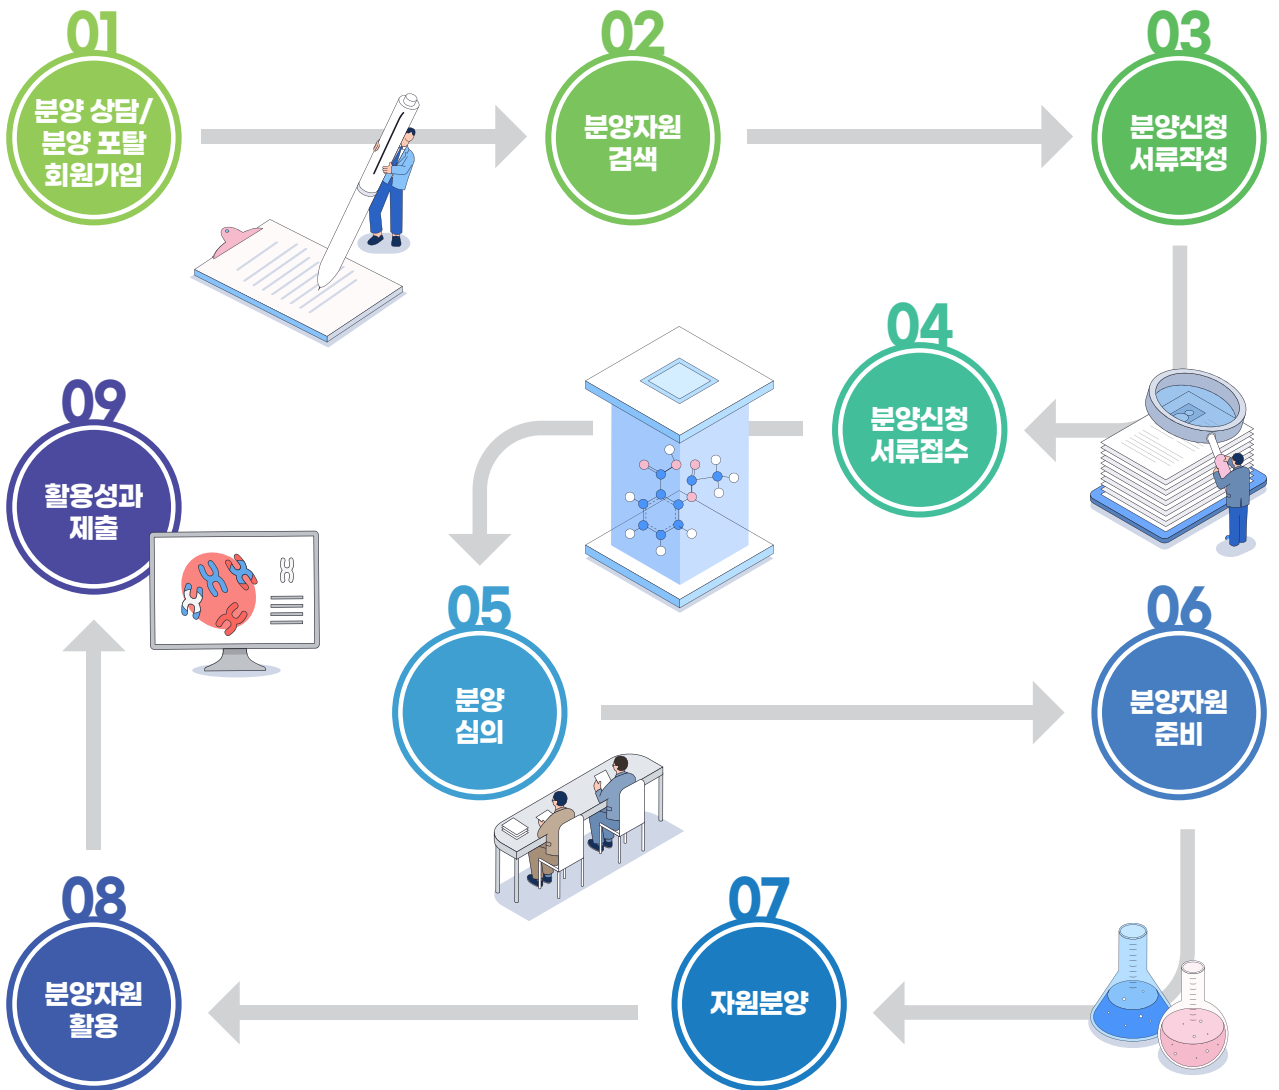 01
분양 상담/
분양 포탈
회원가입
02
분양자원
검색
03
분양신청
서류작성
04
분양신청
서류접수
05
분양
심의
06
분양자원
준비
07
자원분양
08
분양자원
활용
09
활용성과
제출